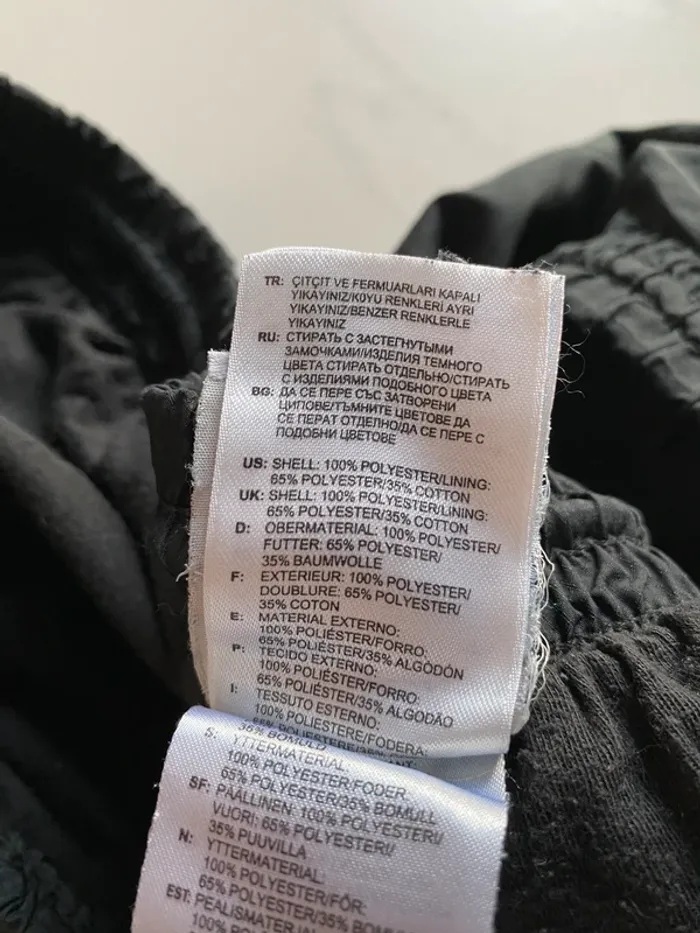 TR: ÇITÇIT VE FERMUARLARI KAPALI
YIKAYINIZ/KOYU RENKLERI AYRI
YIKAYINIZ/BENZER RENKLERLE
YIKAYINIZ
RU: СТИРАТЬ С ЗАСТЕГНУТЫМИ
ЗАМОЧКАМИ/ИЗДЕЛИЯ ТЕМНОГО
ЦВЕТА СТИРАТЬ ОТДЕЛЬНО/СТИРАТЬ
С ИЗДЕЛИЯМИ ПОДОБНОГО ЦВЕТА
BG: ДА СЕ ПЕРЕ СЪС ЗАТВОРЕНИ
ЦИПОВЕ/ТЪМНИТЕ ЦВЕТОВЕ ДА
СЕ ПЕРАТ ОТДЕЛНО/ДА СЕ ПЕРЕ С
ПОДОБНИ ЦВЕТОВЕ
US: SHELL: 100% POLYESTER/LINING:
65% POLYESTER/35% COTTON
UK: SHELL: 100% POLYESTER/LINING:
65% POLYESTER/35% COTTON
D: OBERMATERIAL: 100% POLYESTER/
FUTTER: 65% POLYESTER/
35% BAUMWOLLE
F: EXTERIEUR: 100% POLYESTER/
DOUBLURE: 65% POLYESTER/
35% COTON
E: MATERIAL EXTERNO:
100% POLIÉSTER/FORRO:
65% POLIÉSTER/35% ALGODÓN
P: TECIDO EXTERNO:
100% POLIÉSTER/FORRO:
65% POLIÉSTER/35% ALGODÃO
I: TESSUTO ESTERNO:
100% POLIESTERE/FODERA:
65% POLIESTERE/35%
35% BOMULD
S: YTTERMATERIAL:
100% POLYESTER/FODER:
65% POLYESTER/35% BOMULL
SF: PÄÄLLINEN: 100% POLYESTERI/
VUORI: 65% POLYESTERI/
35% PUUVILLA
N: YTTERMATERIAL:
100% POLYESTER/FÔR:
65% POLYESTER/35% BOMULL
EST: PEALISMATERJAL:
100%